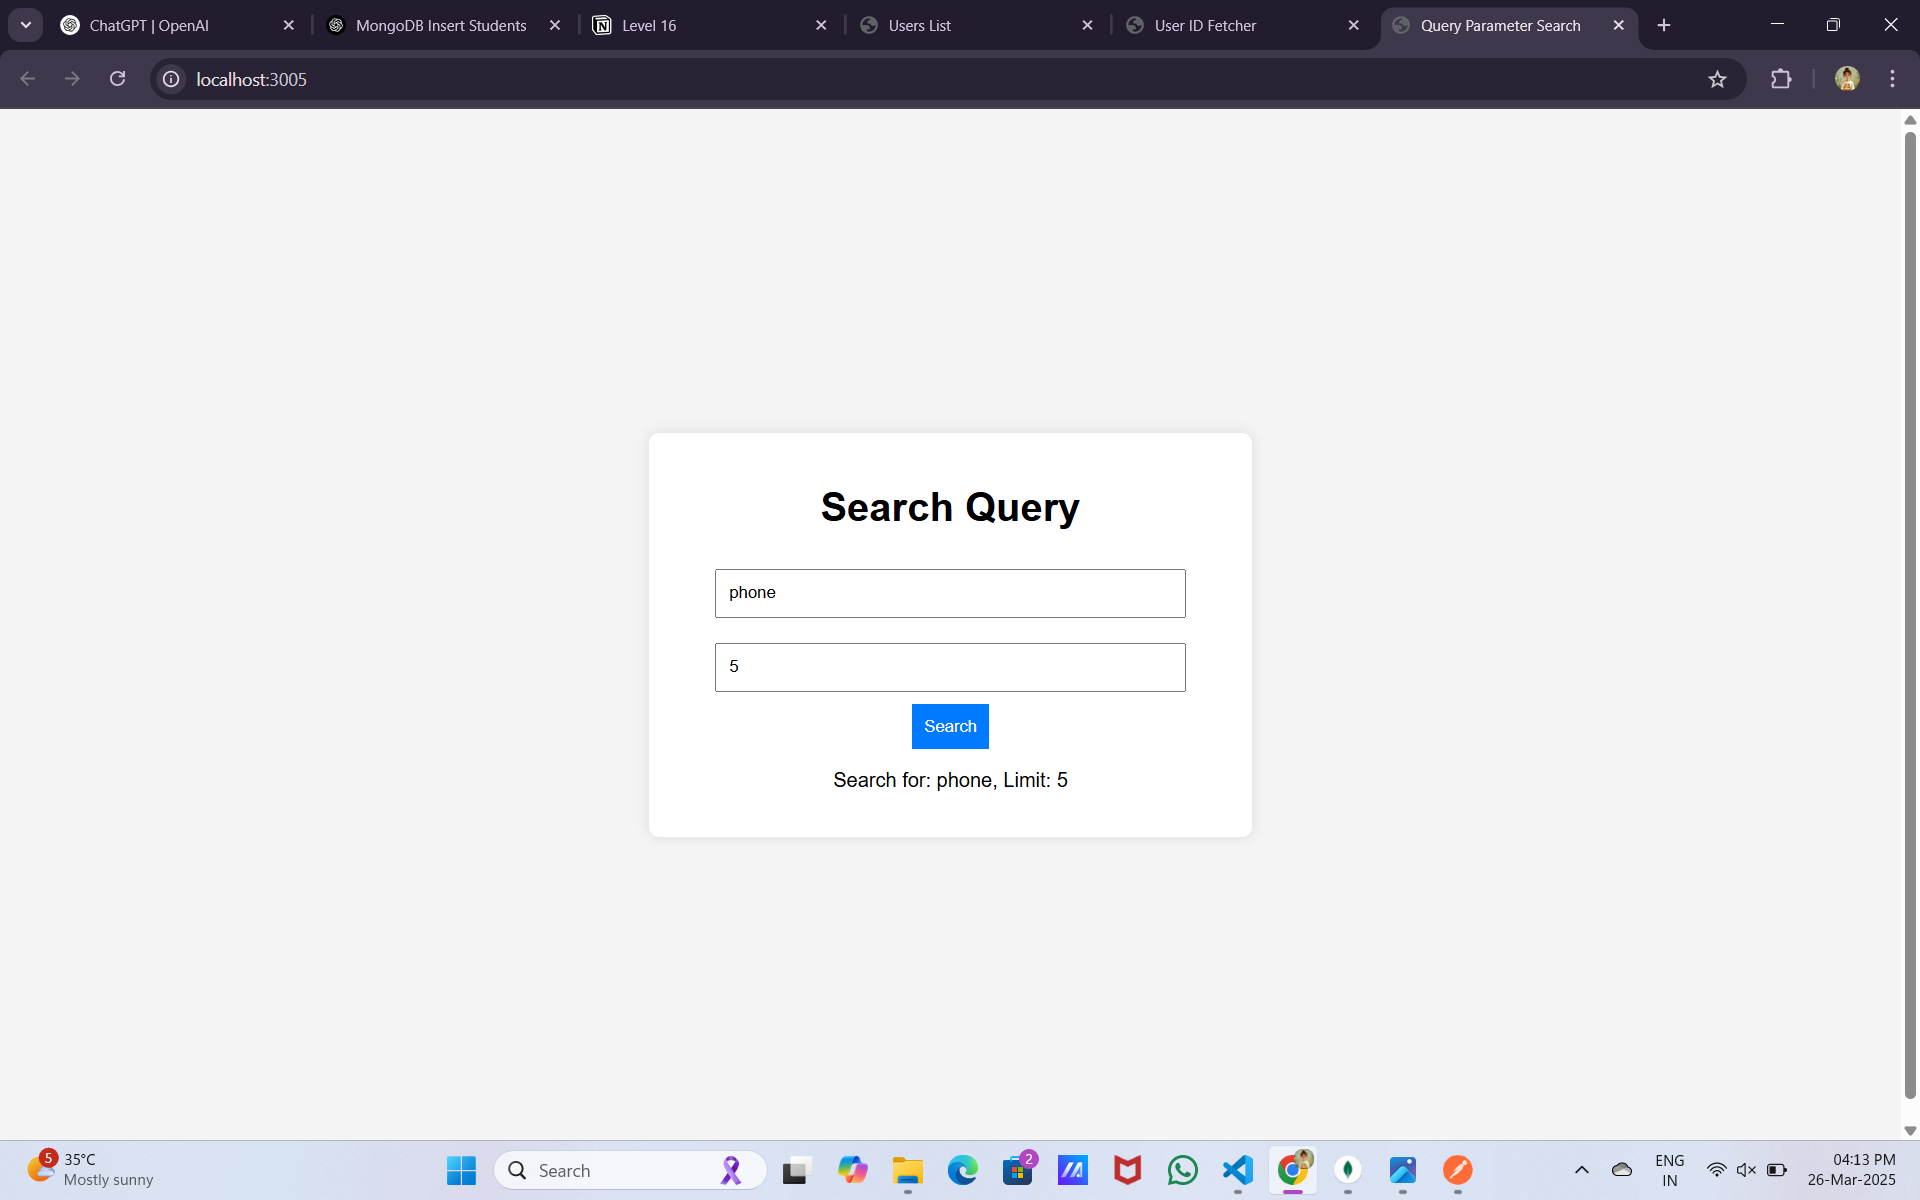 ChatGPT | OpenAI
MongoDB Insert Students
Level 16
Users List
User ID Fetcher
Query Parameter Search
localhost:3005
Search Query
phone
5
Search
Search for: phone, Limit: 5
5
35°C
Mostly sunny
Search
2
ENG
IN
04:13 PM
26-Mar-2025